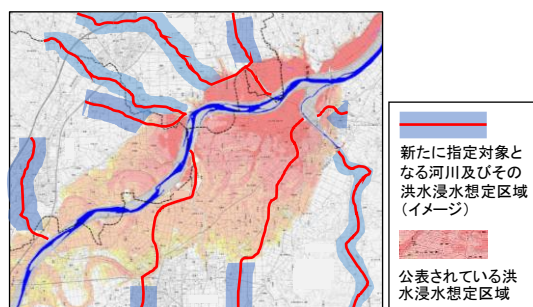 新たに指定対象と
なる河川及びその
洪水浸水想定区域
（イメージ）
公表されている洪
水浸水想定区域